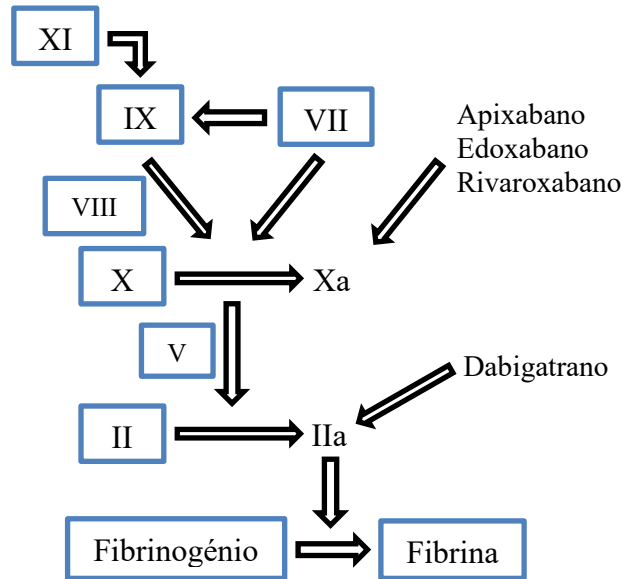 XI
IX
VII
Apixabano
Edoxabano
Rivaroxabano
VIII
X
Xa
V
Dabigatrano
II
IIa
Fibrinogénio
Fibrina